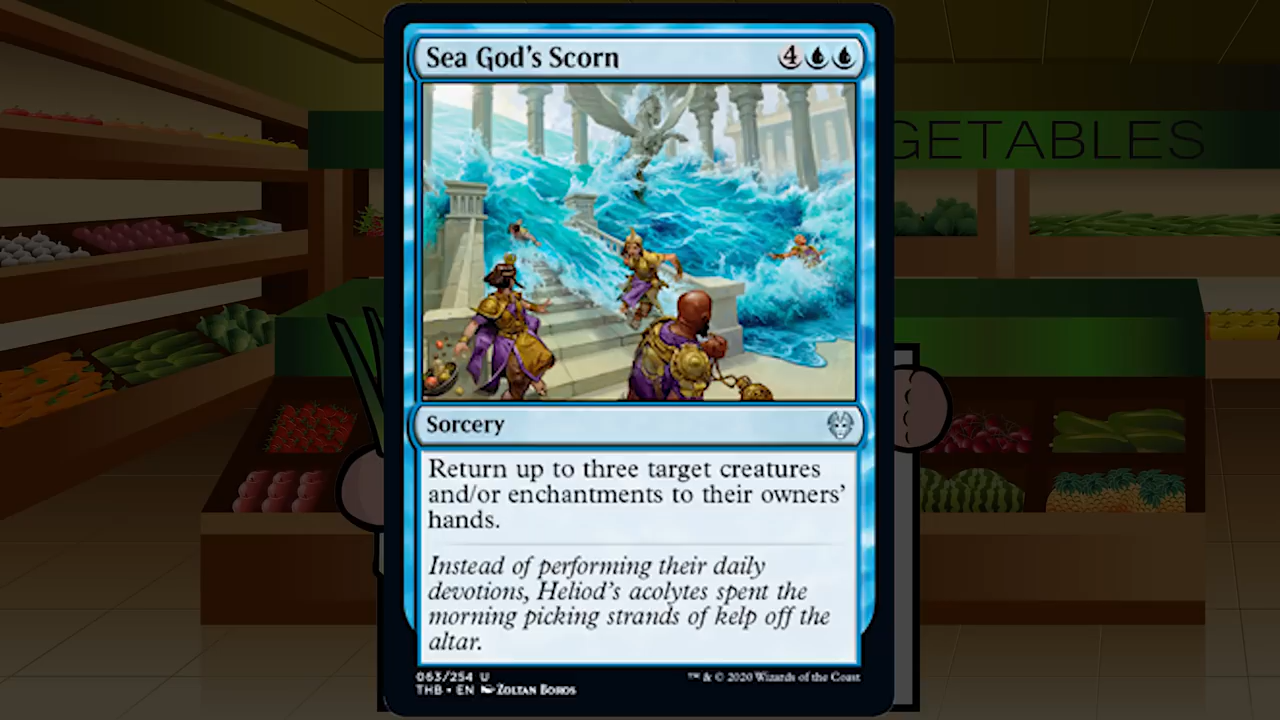 Sea God's Scorn
4
GETABLES
Sorcery
Return up to three target creatures
and/or enchantments to their owners'
hands.
Instead of performing their daily
devotions, Heliod's acolytes spent the
morning picking strands of kelp off the
altar.
063/254 U
THB • EN Zoltan Boros
™ & © 2020 Wizards of the Coast